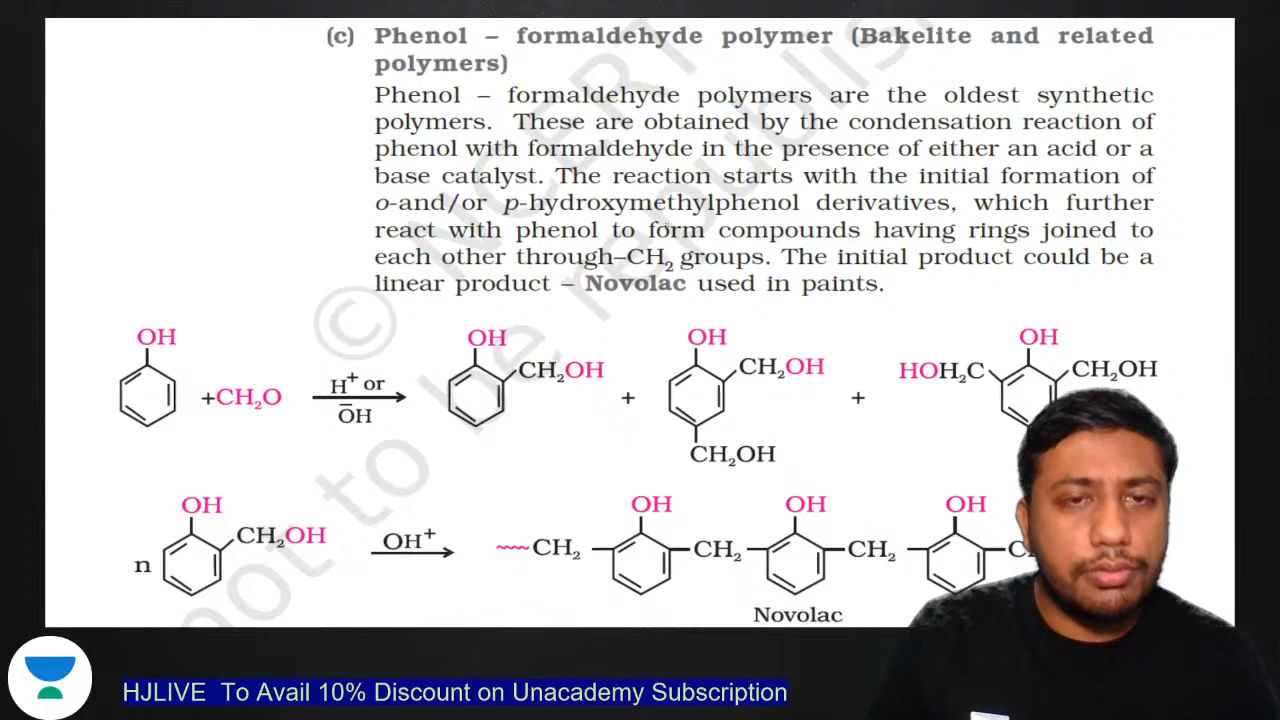 (c) Phenol – formaldehyde polymer (Bakelite and related
polymers)
Phenol – formaldehyde polymers are the oldest synthetic
polymers. These are obtained by the condensation reaction of
phenol with formaldehyde in the presence of either an acid or a
base catalyst. The reaction starts with the initial formation of
o-and/or p-hydroxymethylphenol derivatives, which further
react with phenol to form compounds having rings joined to
each other through–CH₂ groups. The initial product could be a
linear product – Novolac used in paints.
© NCERT
not to be republis
OH OH OH OH
CH₂OH CH₂OH HOH₂C CH₂OH
+CH₂O H⁺ or + +
ŌH
CH₂OH
OH OH OH OH
n CH₂OH OH⁺ CH₂ CH₂ CH₂
Novolac
HJLIVE To Avail 10% Discount on Unacademy Subscription